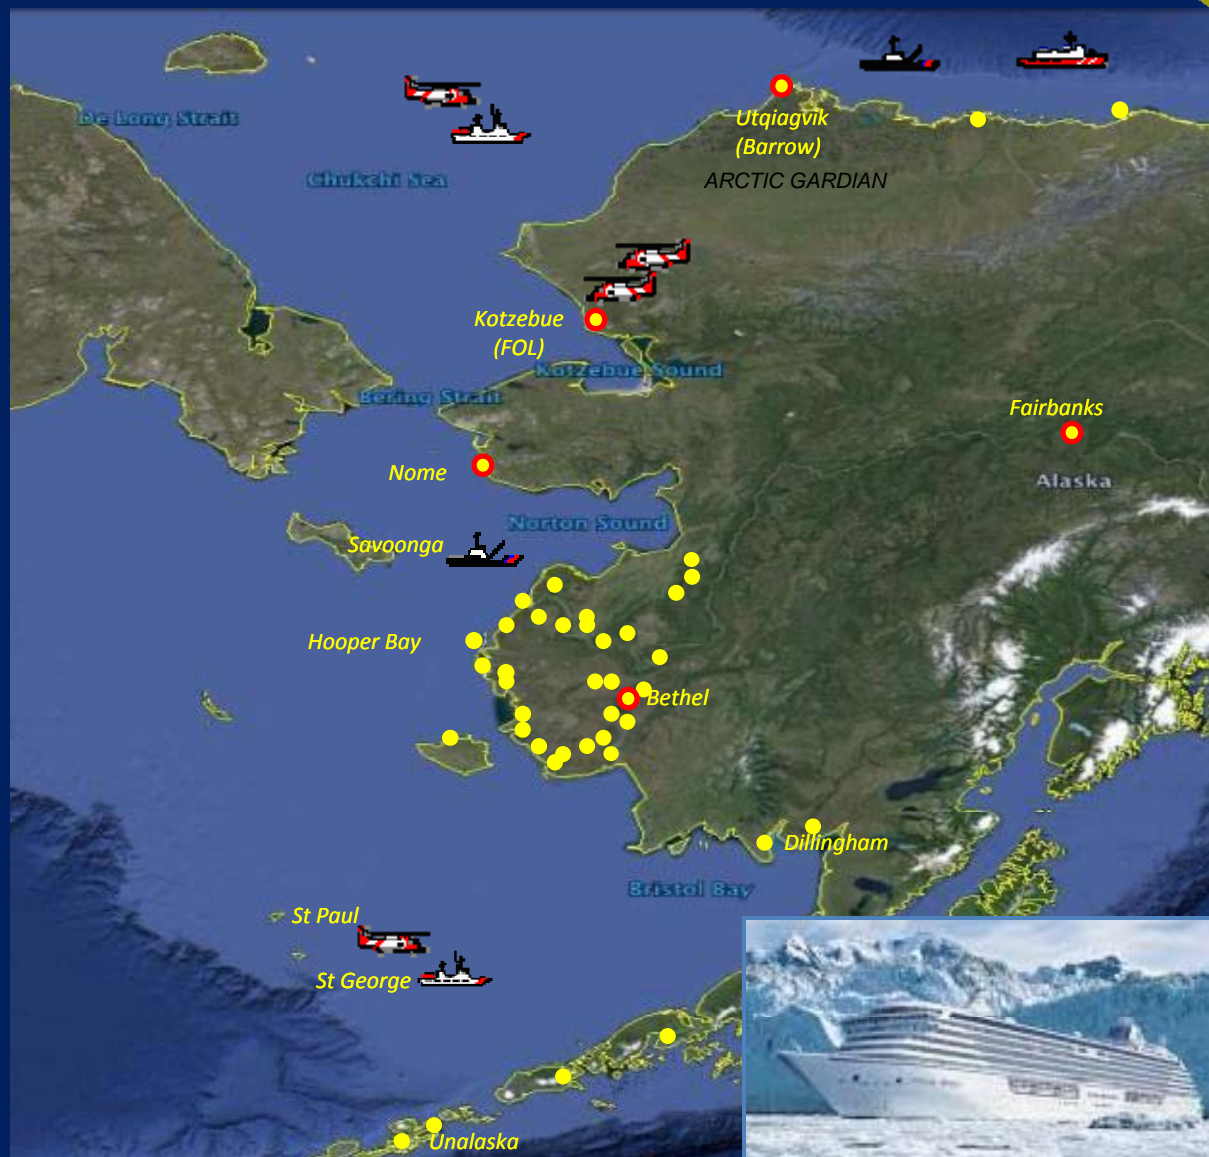 De Long Strait
Utqiagvik
(Barrow)
Chukchi Sea
ARCTIC GARDIAN
Kotzebue
(FOL)
Kotzebue Sound
Bering Strait
Fairbanks
Nome
Alaska
Norton Sound
Savoonga
Hooper Bay
Bethel
Dillingham
Bristol Bay
St Paul
St George
Unalaska